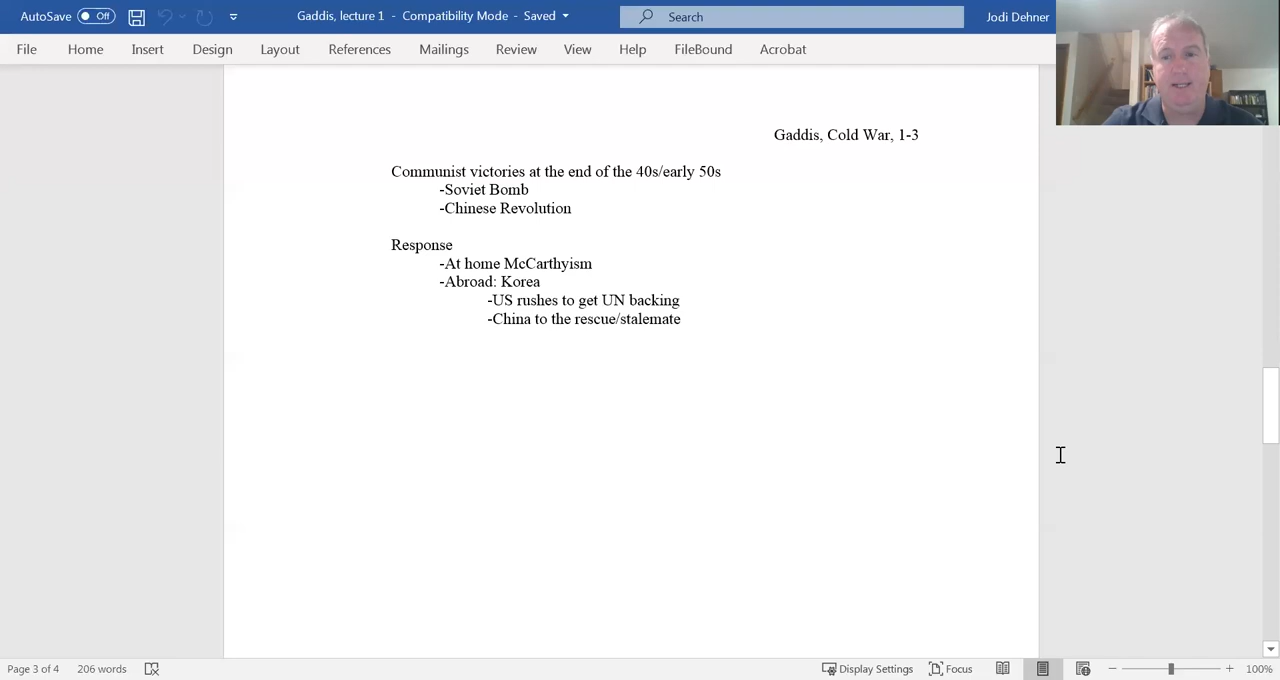 AutoSave Off Gaddis, lecture 1 - Compatibility Mode - Saved Search Jodi Dehner
File Home Insert Design Layout References Mailings Review View Help FileBound Acrobat
Gaddis, Cold War, 1-3
Communist victories at the end of the 40s/early 50s
-Soviet Bomb
-Chinese Revolution
Response
-At home McCarthyism
-Abroad: Korea
-US rushes to get UN backing
-China to the rescue/stalemate
Page 3 of 4 206 words Display Settings Focus 100%